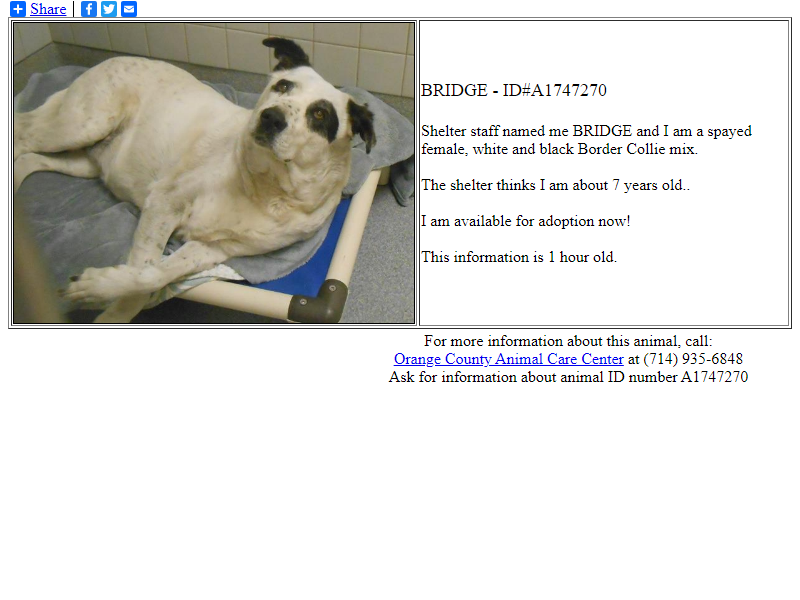 Share
BRIDGE - ID#A1747270
Shelter staff named me BRIDGE and I am a spayed
female, white and black Border Collie mix.
The shelter thinks I am about 7 years old..
I am available for adoption now!
This information is 1 hour old.
For more information about this animal, call:
Orange County Animal Care Center at (714) 935-6848
Ask for information about animal ID number A1747270